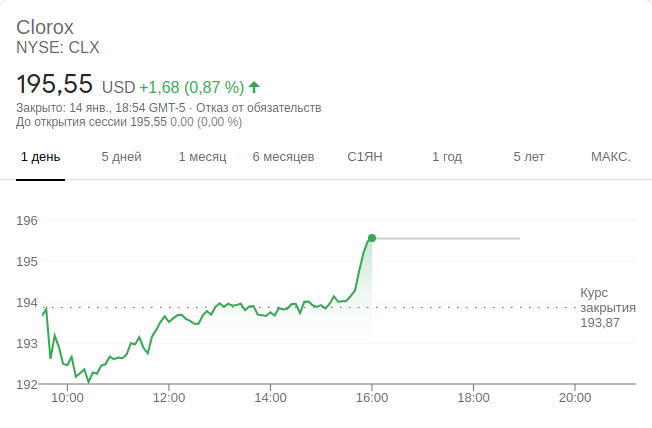 Clorox
NYSE: CLX
195,55 USD +1,68 (0,87 %)
Закрыто: 14 янв., 18:54 GMT-5 · Отказ от обязательств
До открытия сессии 195,55 0,00 (0,00 %)
1 день 5 дней 1 месяц 6 месяцев С1ЯН 1 год 5 лет МАКС.
196
195
194
193
192
Курс
закрытия
193,87
10:00 12:00 14:00 16:00 18:00 20:00